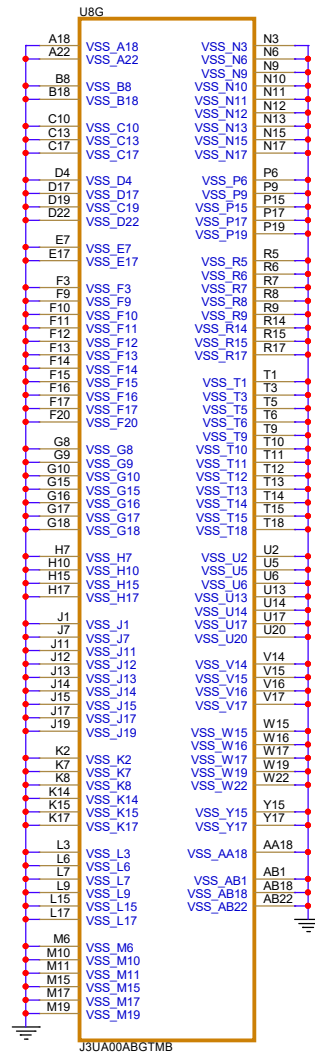 U8G
A18 VSS_A18
A22 VSS_A22
B8 VSS_B8
B18 VSS_B18
C10 VSS_C10
C13 VSS_C13
C17 VSS_C17
D4 VSS_D4
D17 VSS_D17
D19 VSS_C19
D22 VSS_D22
E7 VSS_E7
E17 VSS_E17
F3 VSS_F3
F9 VSS_F9
F10 VSS_F10
F11 VSS_F11
F12 VSS_F12
F13 VSS_F13
F14 VSS_F14
F15 VSS_F15
F16 VSS_F16
F17 VSS_F17
F20 VSS_F20
G8 VSS_G8
G9 VSS_G9
G10 VSS_G10
G15 VSS_G15
G16 VSS_G16
G17 VSS_G17
G18 VSS_G18
H7 VSS_H7
H10 VSS_H10
H15 VSS_H15
H17 VSS_H17
J1 VSS_J1
J7 VSS_J7
J11 VSS_J11
J12 VSS_J12
J13 VSS_J13
J14 VSS_J14
J15 VSS_J15
J17 VSS_J17
J19 VSS_J19
K2 VSS_K2
K7 VSS_K7
K8 VSS_K8
K14 VSS_K14
K15 VSS_K15
K17 VSS_K17
L3 VSS_L3
L6 VSS_L6
L7 VSS_L7
L9 VSS_L9
L15 VSS_L15
L17 VSS_L17
M6 VSS_M6
M10 VSS_M10
M11 VSS_M11
M15 VSS_M15
M17 VSS_M17
M19 VSS_M19
VSS_N3 N3
VSS_N6 N6
VSS_N9 N9
VSS_N10 N10
VSS_N11 N11
VSS_N12 N12
VSS_N13 N13
VSS_N15 N15
VSS_N17 N17
VSS_P6 P6
VSS_P9 P9
VSS_P15 P15
VSS_P17 P17
VSS_P19 P19
VSS_R5 R5
VSS_R6 R6
VSS_R7 R7
VSS_R8 R8
VSS_R9 R9
VSS_R14 R14
VSS_R15 R15
VSS_R17 R17
VSS_T1 T1
VSS_T3 T3
VSS_T5 T5
VSS_T6 T6
VSS_T9 T9
VSS_T10 T10
VSS_T11 T11
VSS_T12 T12
VSS_T13 T13
VSS_T14 T14
VSS_T15 T15
VSS_T18 T18
VSS_U2 U2
VSS_U5 U5
VSS_U6 U6
VSS_U13 U13
VSS_U14 U14
VSS_U17 U17
VSS_U20 U20
VSS_V14 V14
VSS_V15 V15
VSS_V16 V16
VSS_V17 V17
VSS_W15 W15
VSS_W16 W16
VSS_W17 W17
VSS_W19 W19
VSS_W22 W22
VSS_Y15 Y15
VSS_Y17 Y17
VSS_AA18 AA18
VSS_AB1 AB1
VSS_AB18 AB18
VSS_AB22 AB22
J3UA00ABGTMB